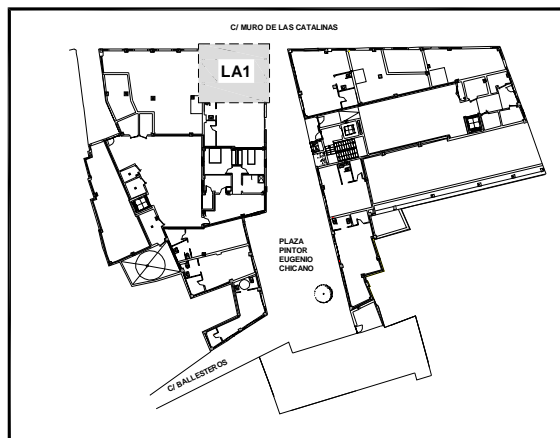 C/ MURO DE LAS CATALINAS
LA1
PLAZA
PINTOR
EUGENIO
CHICANO
C/ BALLESTEROS